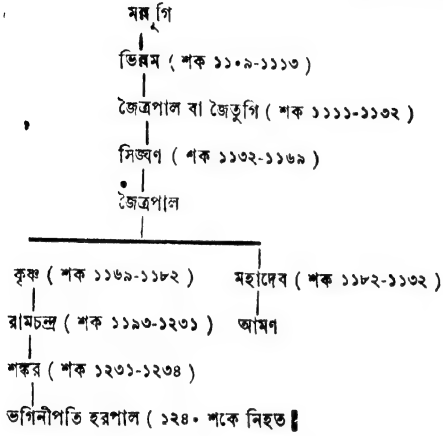 মল্লুগি
ভিল্লম ( শক ১১০৯-১১১৩ )
জৈত্রপাল বা জৈতুগি ( শক ১১১১-১১৩২ )
সিঙ্ঘণ ( শক ১১৩২-১১৬৯ )
জৈত্রপাল
কৃষ্ণ ( শক ১১৬৯-১১৮২ ) মহাদেব ( শক ১১৮২-১১৩২ )
রামচন্দ্র ( শক ১১৯৩-১২৩১ ) আমণ
শঙ্কর ( শক ১২৩১-১২৩৪ )
ভগিনীপতি হরপাল ( ১২৪০ শকে নিহত